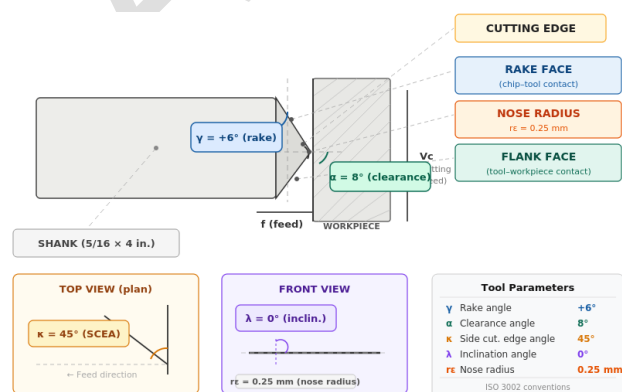 CUTTING EDGE
RAKE FACE
(chip–tool contact)
NOSE RADIUS
rε = 0.25 mm
FLANK FACE
(tool–workpiece contact)
γ = +6° (rake)
α = 8° (clearance)
Vc
f (feed)
WORKPIECE
SHANK (5/16 × 4 in.)
TOP VIEW (plan)
κ = 45° (SCEA)
← Feed direction
FRONT VIEW
λ = 0° (inclin.)
rε = 0.25 mm (nose radius)
Tool Parameters
γ Rake angle +6°
α Clearance angle 8°
κ Side cut. edge angle 45°
λ Inclination angle 0°
rε Nose radius 0.25 mm
ISO 3002 conventions